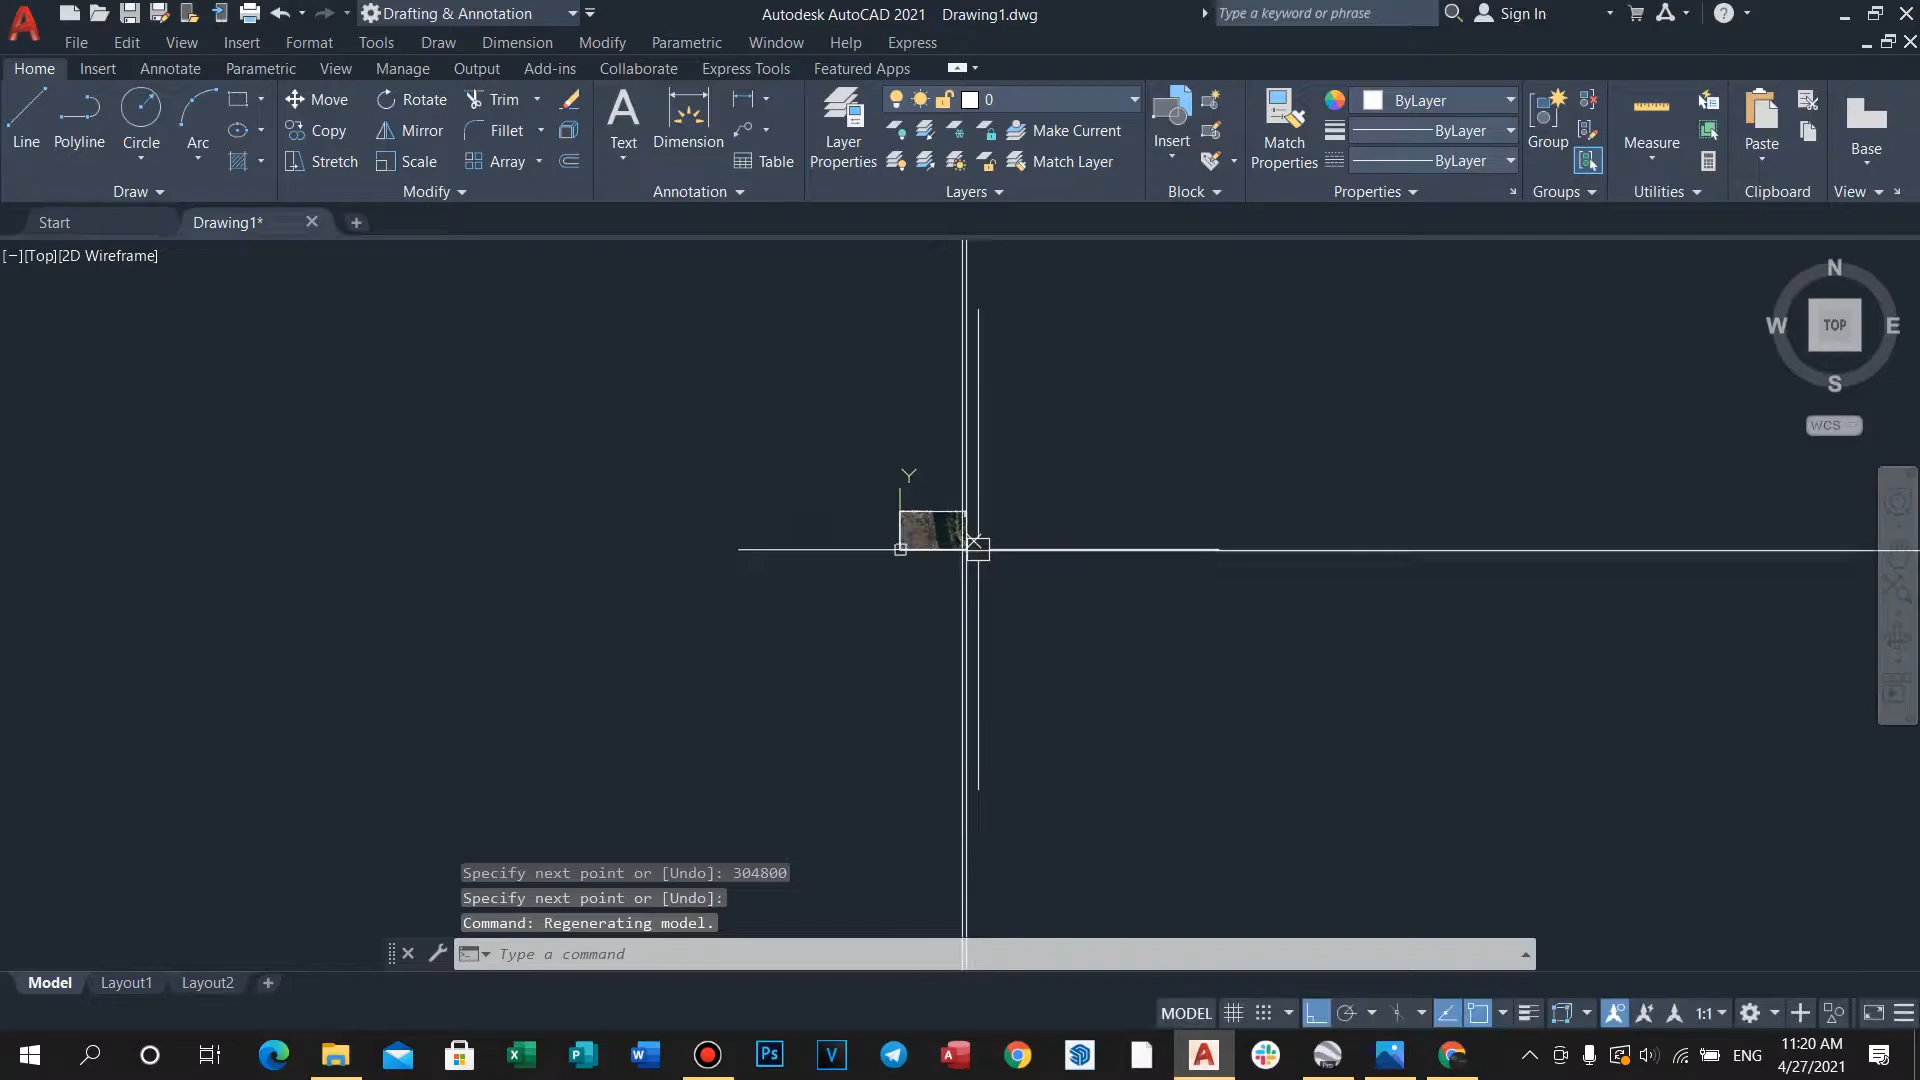 Drafting & Annotation
Autodesk AutoCAD 2021 Drawing1.dwg
Type a keyword or phrase
Sign In
File Edit View Insert Format Tools Draw Dimension Modify Parametric Window Help Express
Home Insert Annotate Parametric View Manage Output Add-ins Collaborate Express Tools Featured Apps
Line Polyline Circle Arc
Move Rotate Trim
Copy Mirror Fillet
Stretch Scale Array
Text Dimension Table
Layer Properties
0
Make Current
Match Layer
Insert
Match Properties
ByLayer
ByLayer
ByLayer
Group
Measure
Paste
Base
Draw Modify Annotation Layers Block Properties Groups Utilities Clipboard View
Start Drawing1*
[−][Top][2D Wireframe]
N
W TOP E
S
WCS
Y
X
Specify next point or [Undo]: 304800
Specify next point or [Undo]:
Command: Regenerating model.
Type a command
Model Layout1 Layout2
MODEL 1:1
ENG
11:20 AM
4/27/2021